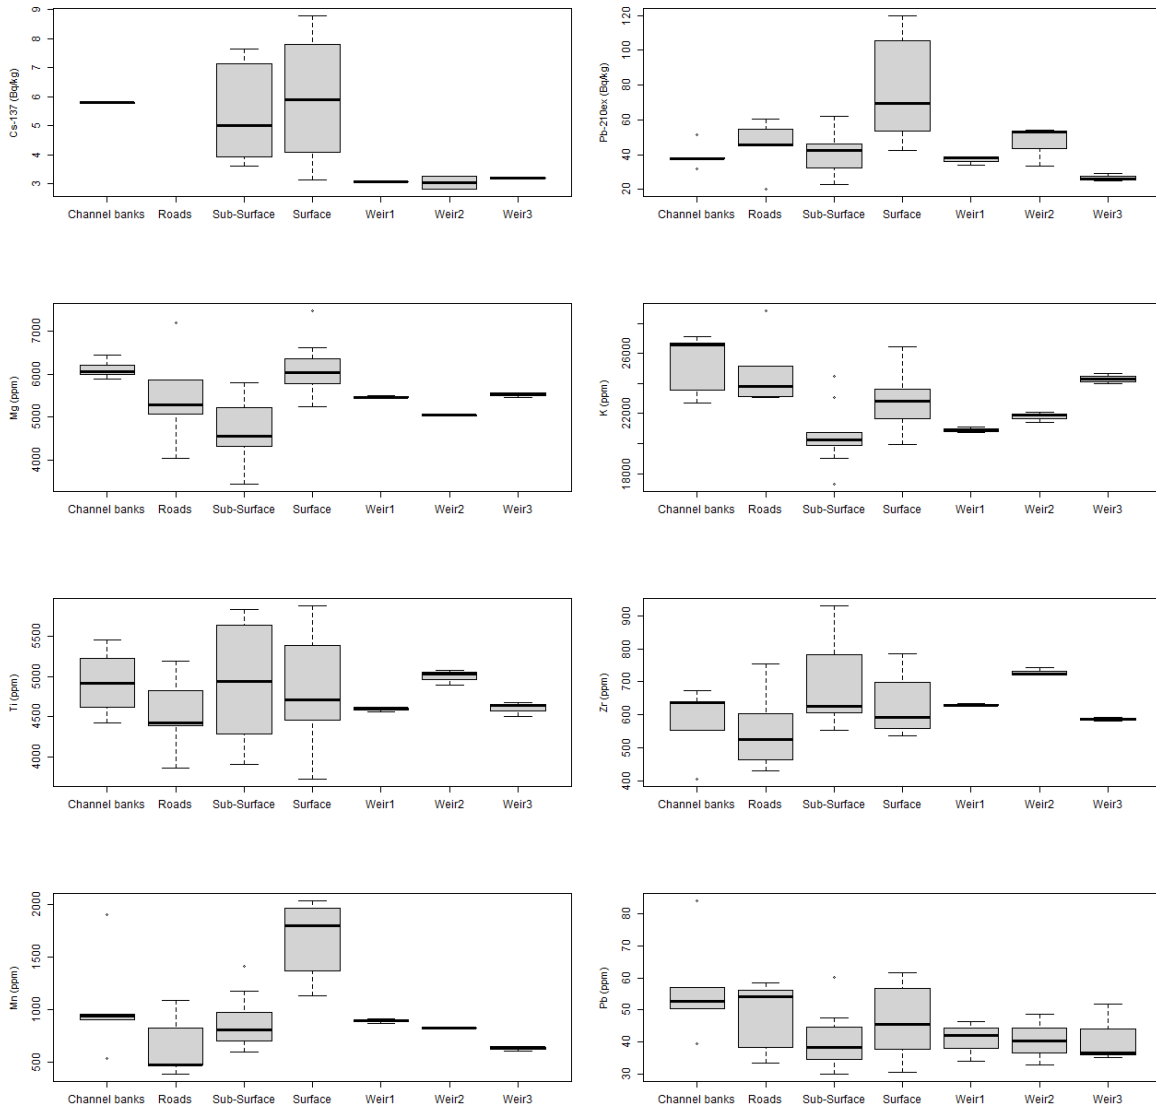 Cs-137 (Bq/kg)
9
8
7
6
5
4
3
Channel banks Roads Sub-Surface Surface Weir1 Weir2 Weir3
Pb-210ex (Bq/kg)
120
100
80
60
40
20
Channel banks Roads Sub-Surface Surface Weir1 Weir2 Weir3
Mg (ppm)
7000
6000
5000
4000
Channel banks Roads Sub-Surface Surface Weir1 Weir2 Weir3
K (ppm)
26000
22000
18000
Channel banks Roads Sub-Surface Surface Weir1 Weir2 Weir3
Ti (ppm)
5500
5000
4500
4000
Channel banks Roads Sub-Surface Surface Weir1 Weir2 Weir3
Zr (ppm)
900
800
700
600
500
400
Channel banks Roads Sub-Surface Surface Weir1 Weir2 Weir3
Mn (ppm)
2000
1500
1000
500
Channel banks Roads Sub-Surface Surface Weir1 Weir2 Weir3
Pb (ppm)
80
70
60
50
40
30
Channel banks Roads Sub-Surface Surface Weir1 Weir2 Weir3